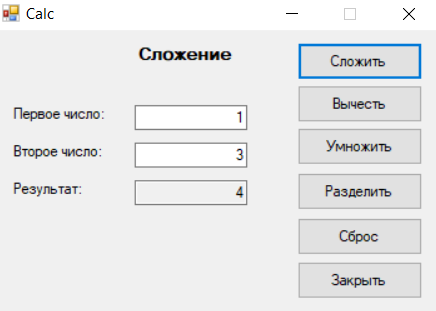 Calc
Сложение
Первое число: 1
Второе число: 3
Результат: 4
Сложить
Вычесть
Умножить
Разделить
Сброс
Закрыть